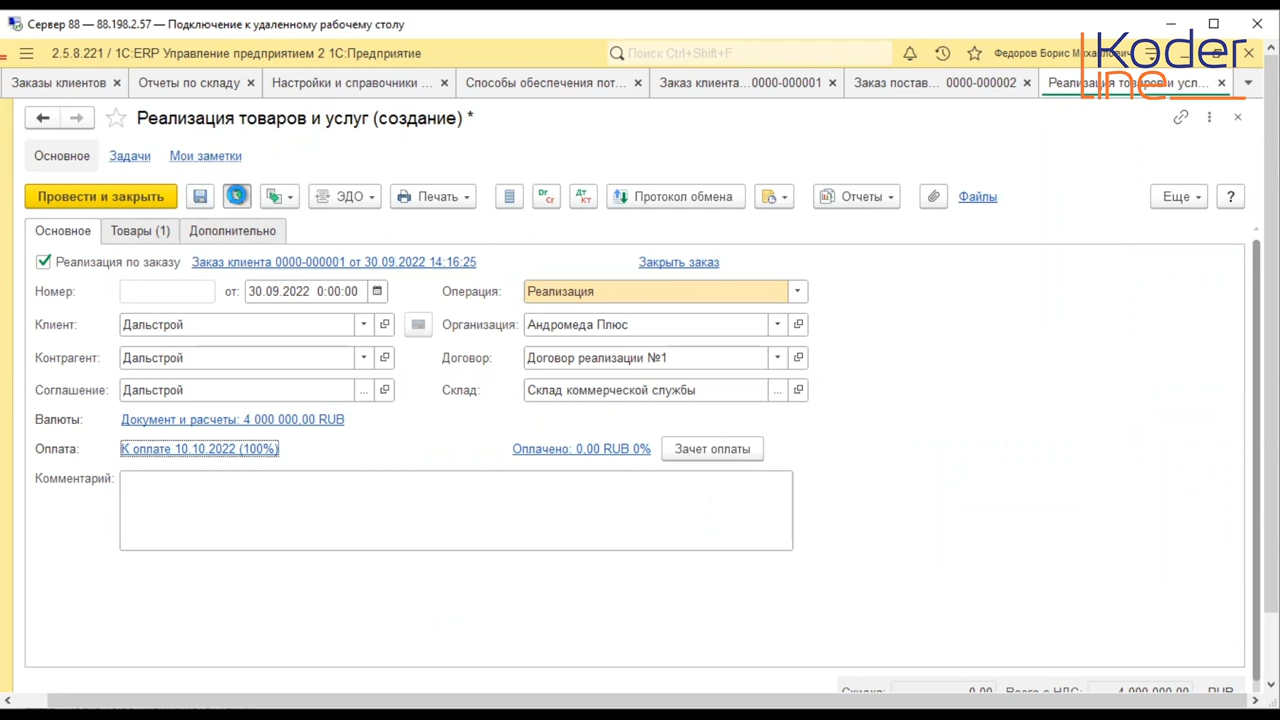 Сервер 88 — 88.198.2.57 — Подключение к удаленному рабочему столу
2.5.8.221 / 1С:ERP Управление предприятием 2 1С:Предприятие
Поиск Ctrl+Shift+F
Федоров Борис
Koder
Line
Заказы клиентов
Отчеты по складу
Настройки и справочники
Способы обеспечения пот...
Заказ клиента... 0000-000001
Заказ постав... 0000-000002
Реализация товаров и усл...
Реализация товаров и услуг (создание) *
Основное
Задачи
Мои заметки
Провести и закрыть
ЭДО
Печать
Dr
Cr
Дт
Кт
Протокол обмена
Отчеты
Файлы
Еще
?
Основное
Товары (1)
Дополнительно
Реализация по заказу
Заказ клиента 0000-000001 от 30.09.2022 14:16:25
Закрыть заказ
Номер:
от: 30.09.2022 0:00:00
Операция: Реализация
Клиент: Дальстрой
Организация: Андромеда Плюс
Контрагент: Дальстрой
Договор: Договор реализации №1
Соглашение: Дальстрой
Склад: Склад коммерческой службы
Валюты: Документ и расчеты: 4 000 000,00 RUB
Оплата: К оплате 10.10.2022 (100%)
Оплачено: 0,00 RUB 0%
Зачет оплаты
Комментарий: